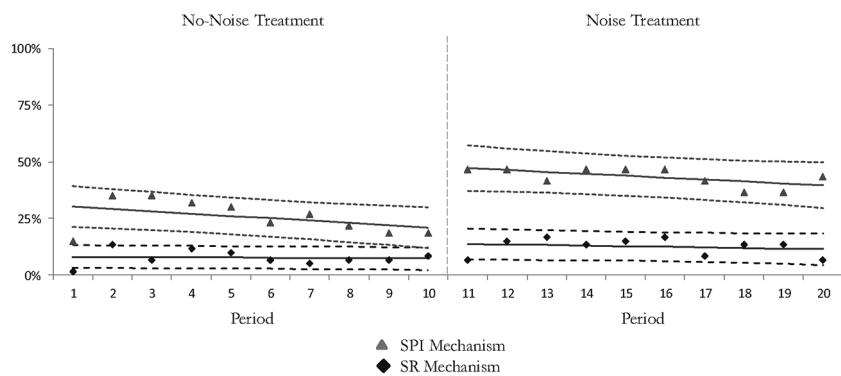 No-Noise Treatment Noise Treatment
100%
75%
50%
25%
0%
1 2 3 4 5 6 7 8 9 10 11 12 13 14 15 16 17 18 19 20
Period Period
SPI Mechanism
SR Mechanism